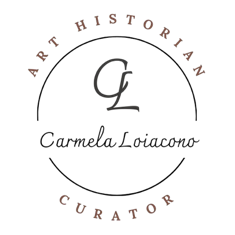 ART HISTORIAN
CL
Carmela Loiacono
CURATOR